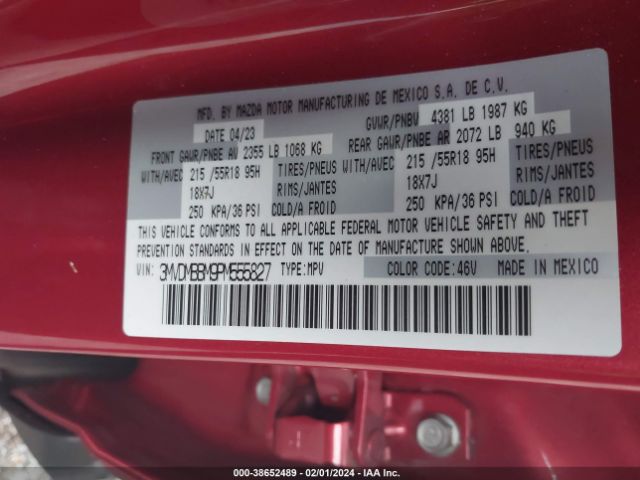 MFD. BY MAZDA MOTOR MANUFACTURING DE MEXICO S.A. DE C.V.
DATE 04/23 GVWR/PNBV 4381 LB 1987 KG
FRONT GAWR/PNBE AV 2355 LB 1068 KG REAR GAWR/PNBE AR 2072 LB 940 KG
WITH/AVEC 215 /55R18 95H TIRES/PNEUS WITH/AVEC 215 /55R18 95H TIRES/PNEUS
18X7J RIMS/JANTES 18X7J RIMS/JANTES
250 KPA/36 PSI COLD/A FROID 250 KPA/36 PSI COLD/A FROID
THIS VEHICLE CONFORMS TO ALL APPLICABLE FEDERAL MOTOR VEHICLE SAFETY AND THEFT
PREVENTION STANDARDS IN EFFECT ON THE DATE OF MANUFACTURE SHOWN ABOVE.
VIN: 3MVDMBBM9PM555827 TYPE:MPV COLOR CODE:46V MADE IN MEXICO
000-38652489 - 02/01/2024 - IAA Inc.